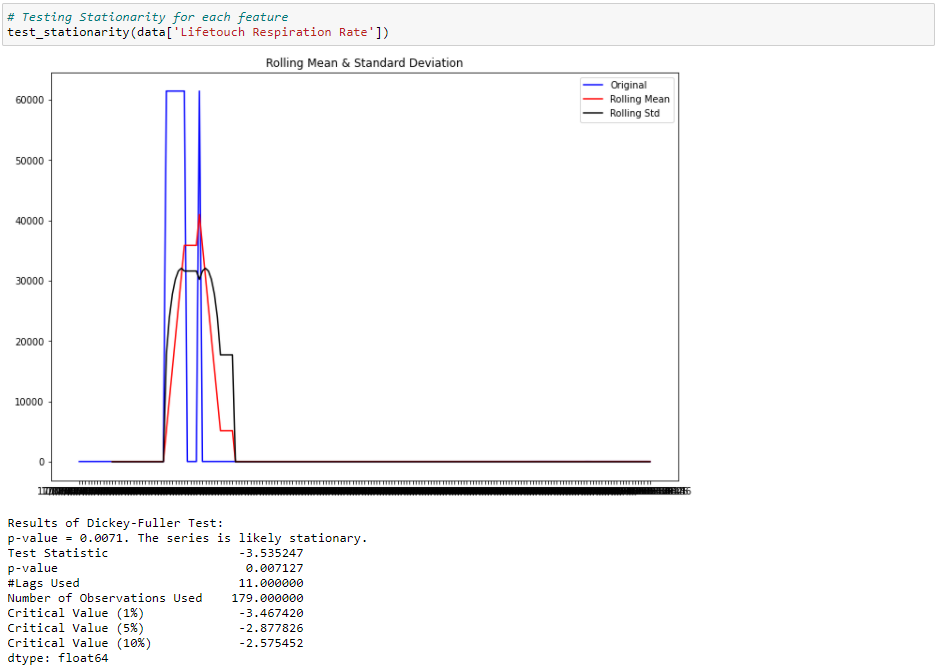 # Testing Stationarity for each feature
test_stationarity(data['Lifetouch Respiration Rate'])
Rolling Mean & Standard Deviation
Original
Rolling Mean
Rolling Std
60000
50000
40000
30000
20000
10000
0
Results of Dickey-Fuller Test:
p-value = 0.0071. The series is likely stationary.
Test Statistic -3.535247
p-value 0.007127
#Lags Used 11.000000
Number of Observations Used 179.000000
Critical Value (1%) -3.467420
Critical Value (5%) -2.877826
Critical Value (10%) -2.575452
dtype: float64